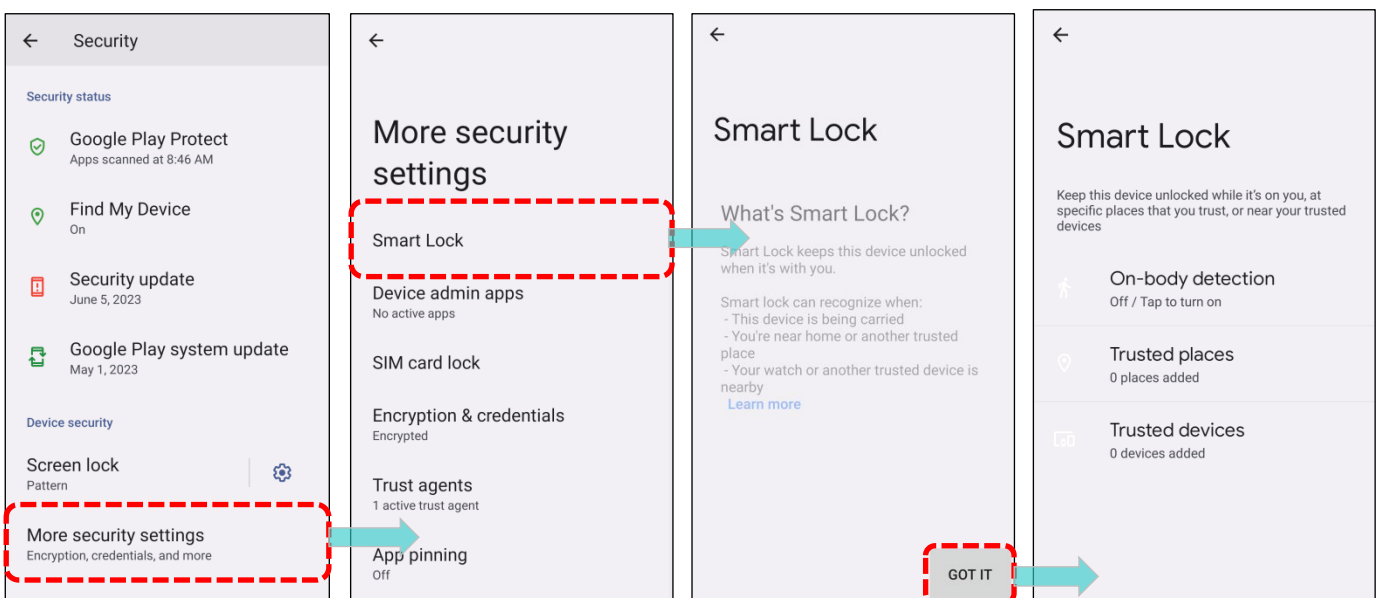 Security
Security status
Google Play Protect
Apps scanned at 8:46 AM
Find My Device
On
Security update
June 5, 2023
Google Play system update
May 1, 2023
Device security
Screen lock
Pattern
More security settings
Encryption, credentials, and more
More security
settings
Smart Lock
Device admin apps
No active apps
SIM card lock
Encryption & credentials
Encrypted
Trust agents
1 active trust agent
App pinning
Off
Smart Lock
What's Smart Lock?
Smart Lock keeps this device unlocked
when it's with you.
Smart lock can recognize when:
- This device is being carried
- You're near home or another trusted
place
- Your watch or another trusted device is
nearby
Learn more
GOT IT
Smart Lock
Keep this device unlocked while it's on you, at
specific places that you trust, or near your trusted
devices
On-body detection
Off / Tap to turn on
Trusted places
0 places added
Trusted devices
0 devices added